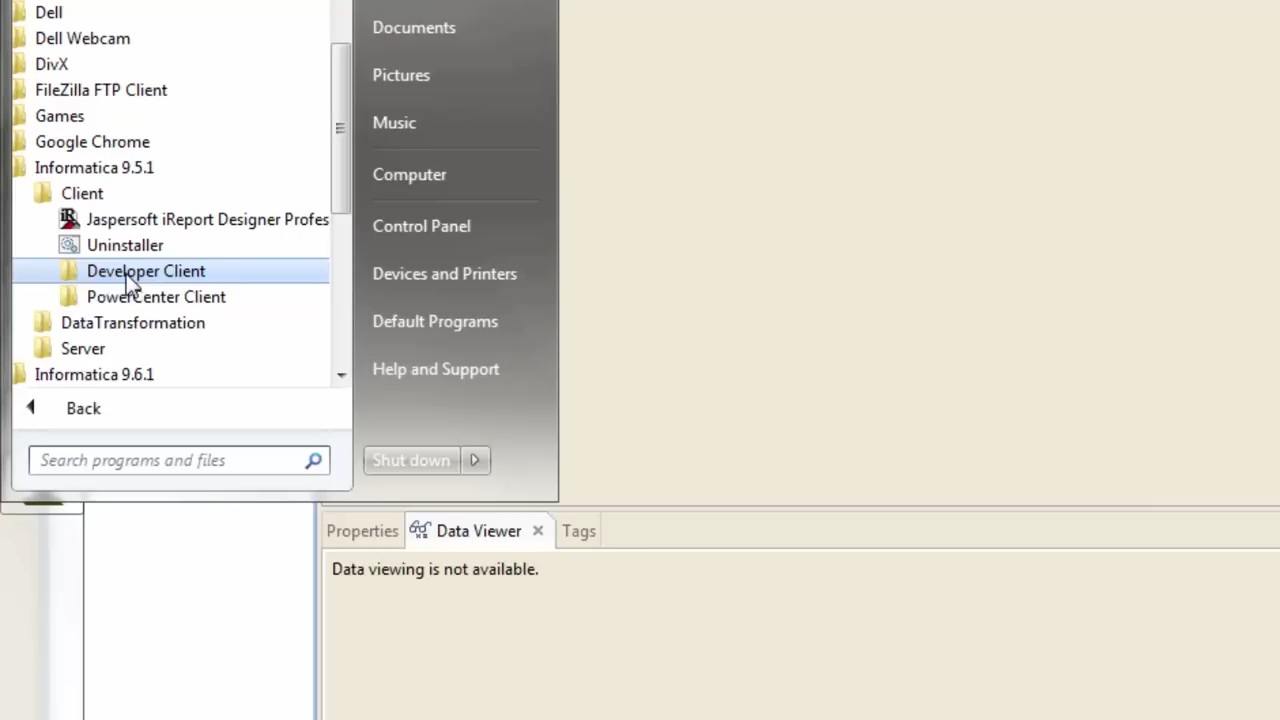 Dell
Dell Webcam
DivX
FileZilla FTP Client
Games
Google Chrome
Informatica 9.5.1
Client
Jaspersoft iReport Designer Profes
Uninstaller
Developer Client
PowerCenter Client
DataTransformation
Server
Informatica 9.6.1
Back
Search programs and files
Documents
Pictures
Music
Computer
Control Panel
Devices and Printers
Default Programs
Help and Support
Shut down
Properties Data Viewer Tags
Data viewing is not available.